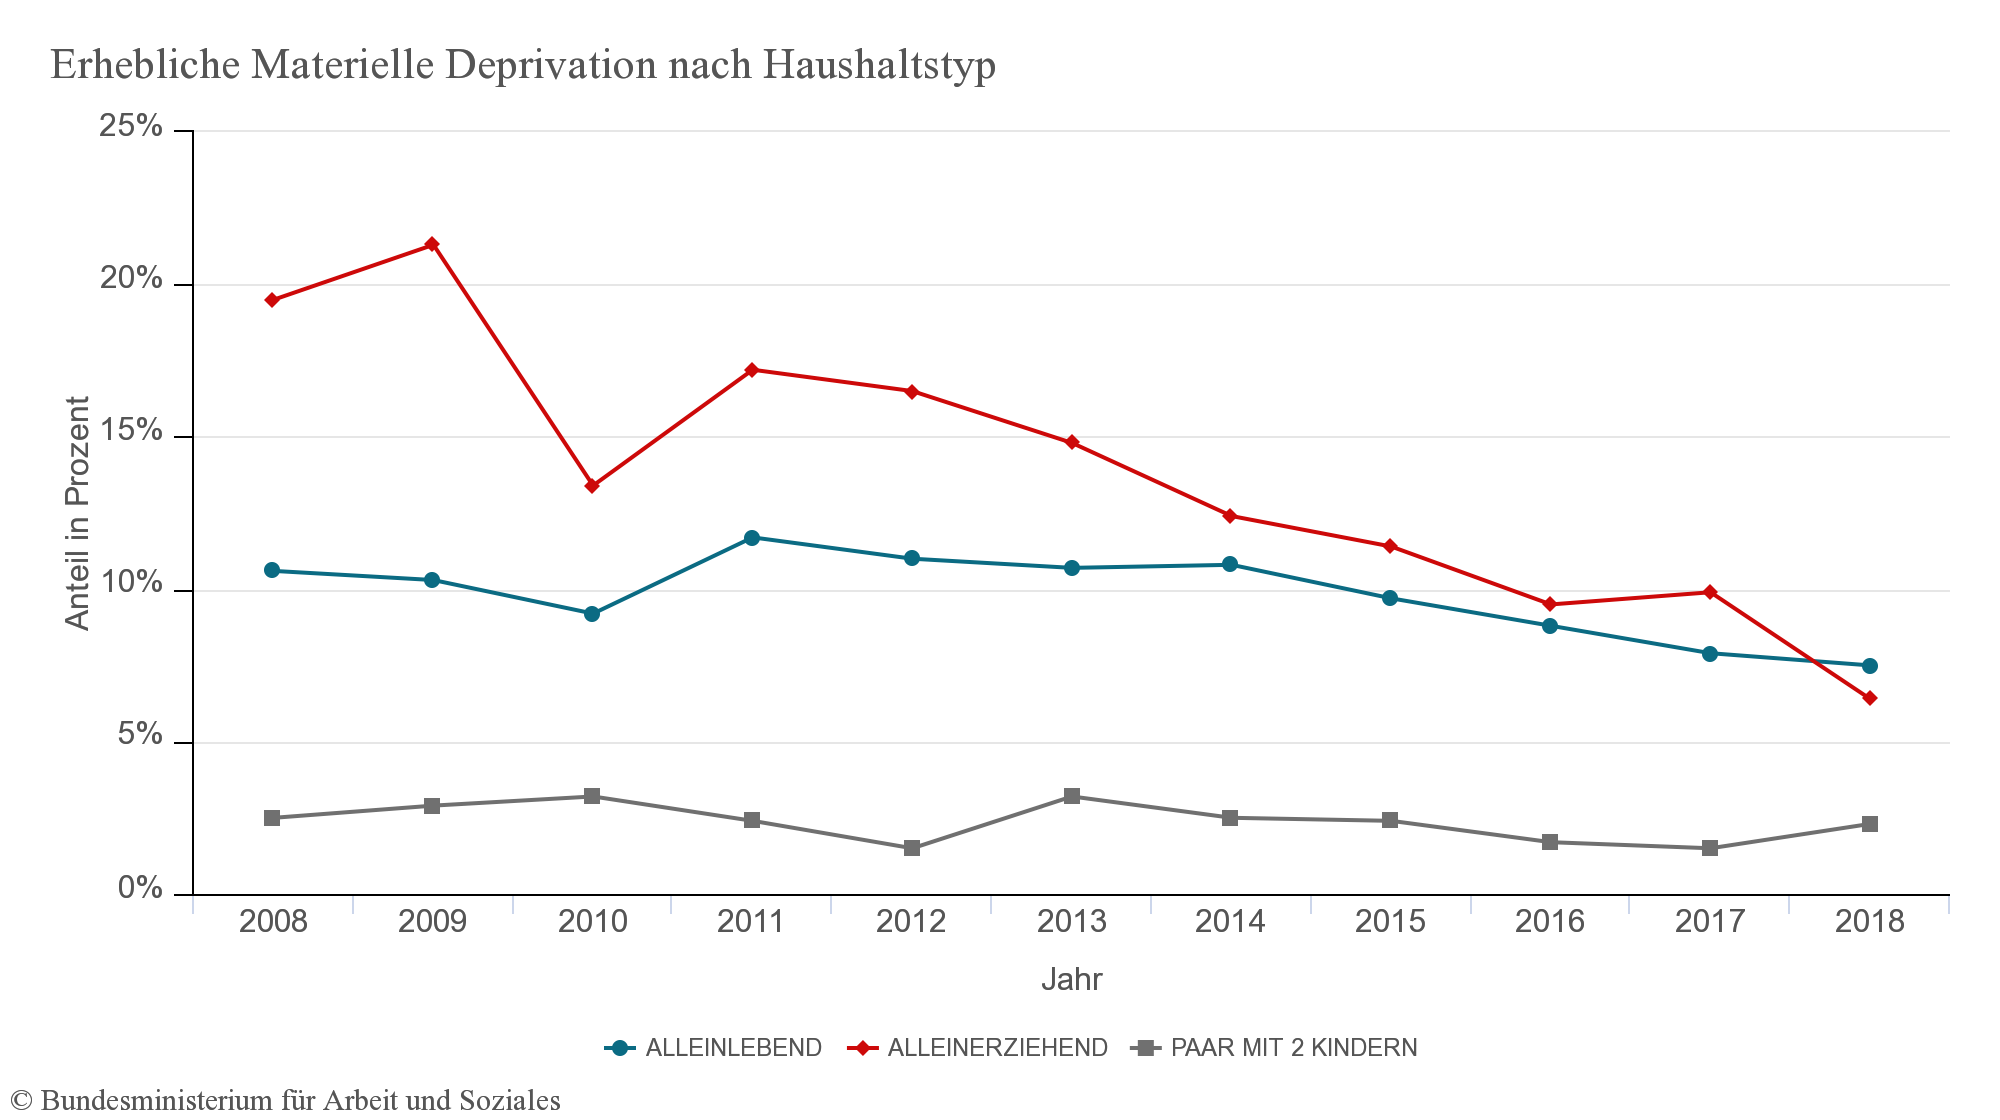 Erhebliche Materielle Deprivation nach Haushaltstyp
25%
20%
15%
10%
5%
0%
Anteil in Prozent
2008 2009 2010 2011 2012 2013 2014 2015 2016 2017 2018
Jahr
ALLEINLEBEND ALLEINERZIEHEND PAAR MIT 2 KINDERN
© Bundesministerium für Arbeit und Soziales